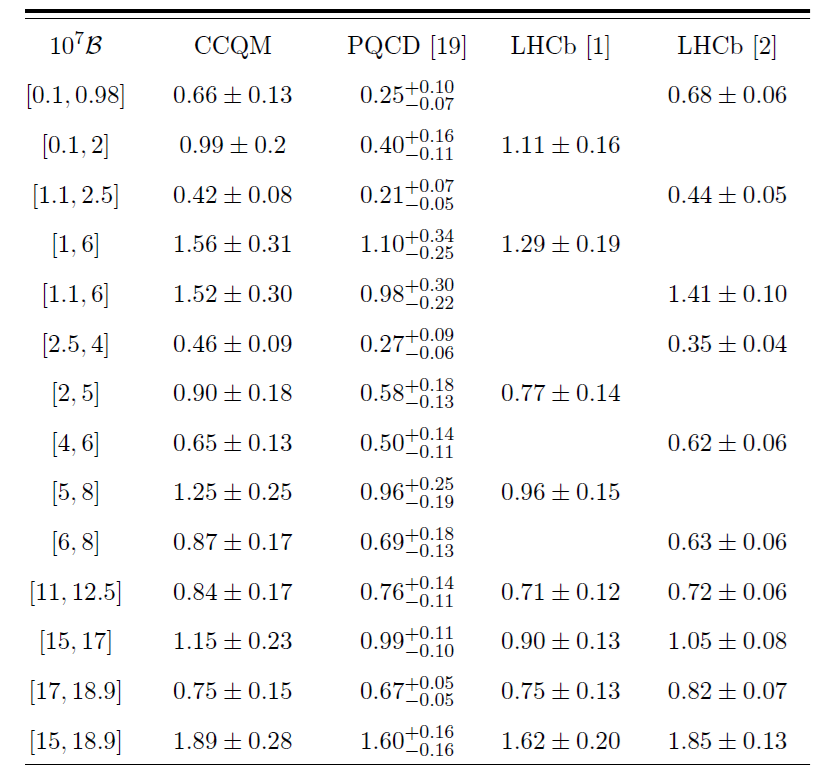 10⁷ℬ CCQM PQCD [19] LHCb [1] LHCb [2]
[0.1, 0.98] 0.66 ± 0.13 0.25+0.10−0.07 0.68 ± 0.06
[0.1, 2] 0.99 ± 0.2 0.40+0.16−0.11 1.11 ± 0.16
[1.1, 2.5] 0.42 ± 0.08 0.21+0.07−0.05 0.44 ± 0.05
[1, 6] 1.56 ± 0.31 1.10+0.34−0.25 1.29 ± 0.19
[1.1, 6] 1.52 ± 0.30 0.98+0.30−0.22 1.41 ± 0.10
[2.5, 4] 0.46 ± 0.09 0.27+0.09−0.06 0.35 ± 0.04
[2, 5] 0.90 ± 0.18 0.58+0.18−0.13 0.77 ± 0.14
[4, 6] 0.65 ± 0.13 0.50+0.14−0.11 0.62 ± 0.06
[5, 8] 1.25 ± 0.25 0.96+0.25−0.19 0.96 ± 0.15
[6, 8] 0.87 ± 0.17 0.69+0.18−0.13 0.63 ± 0.06
[11, 12.5] 0.84 ± 0.17 0.76+0.14−0.11 0.71 ± 0.12 0.72 ± 0.06
[15, 17] 1.15 ± 0.23 0.99+0.11−0.10 0.90 ± 0.13 1.05 ± 0.08
[17, 18.9] 0.75 ± 0.15 0.67+0.05−0.05 0.75 ± 0.13 0.82 ± 0.07
[15, 18.9] 1.89 ± 0.28 1.60+0.16−0.16 1.62 ± 0.20 1.85 ± 0.13